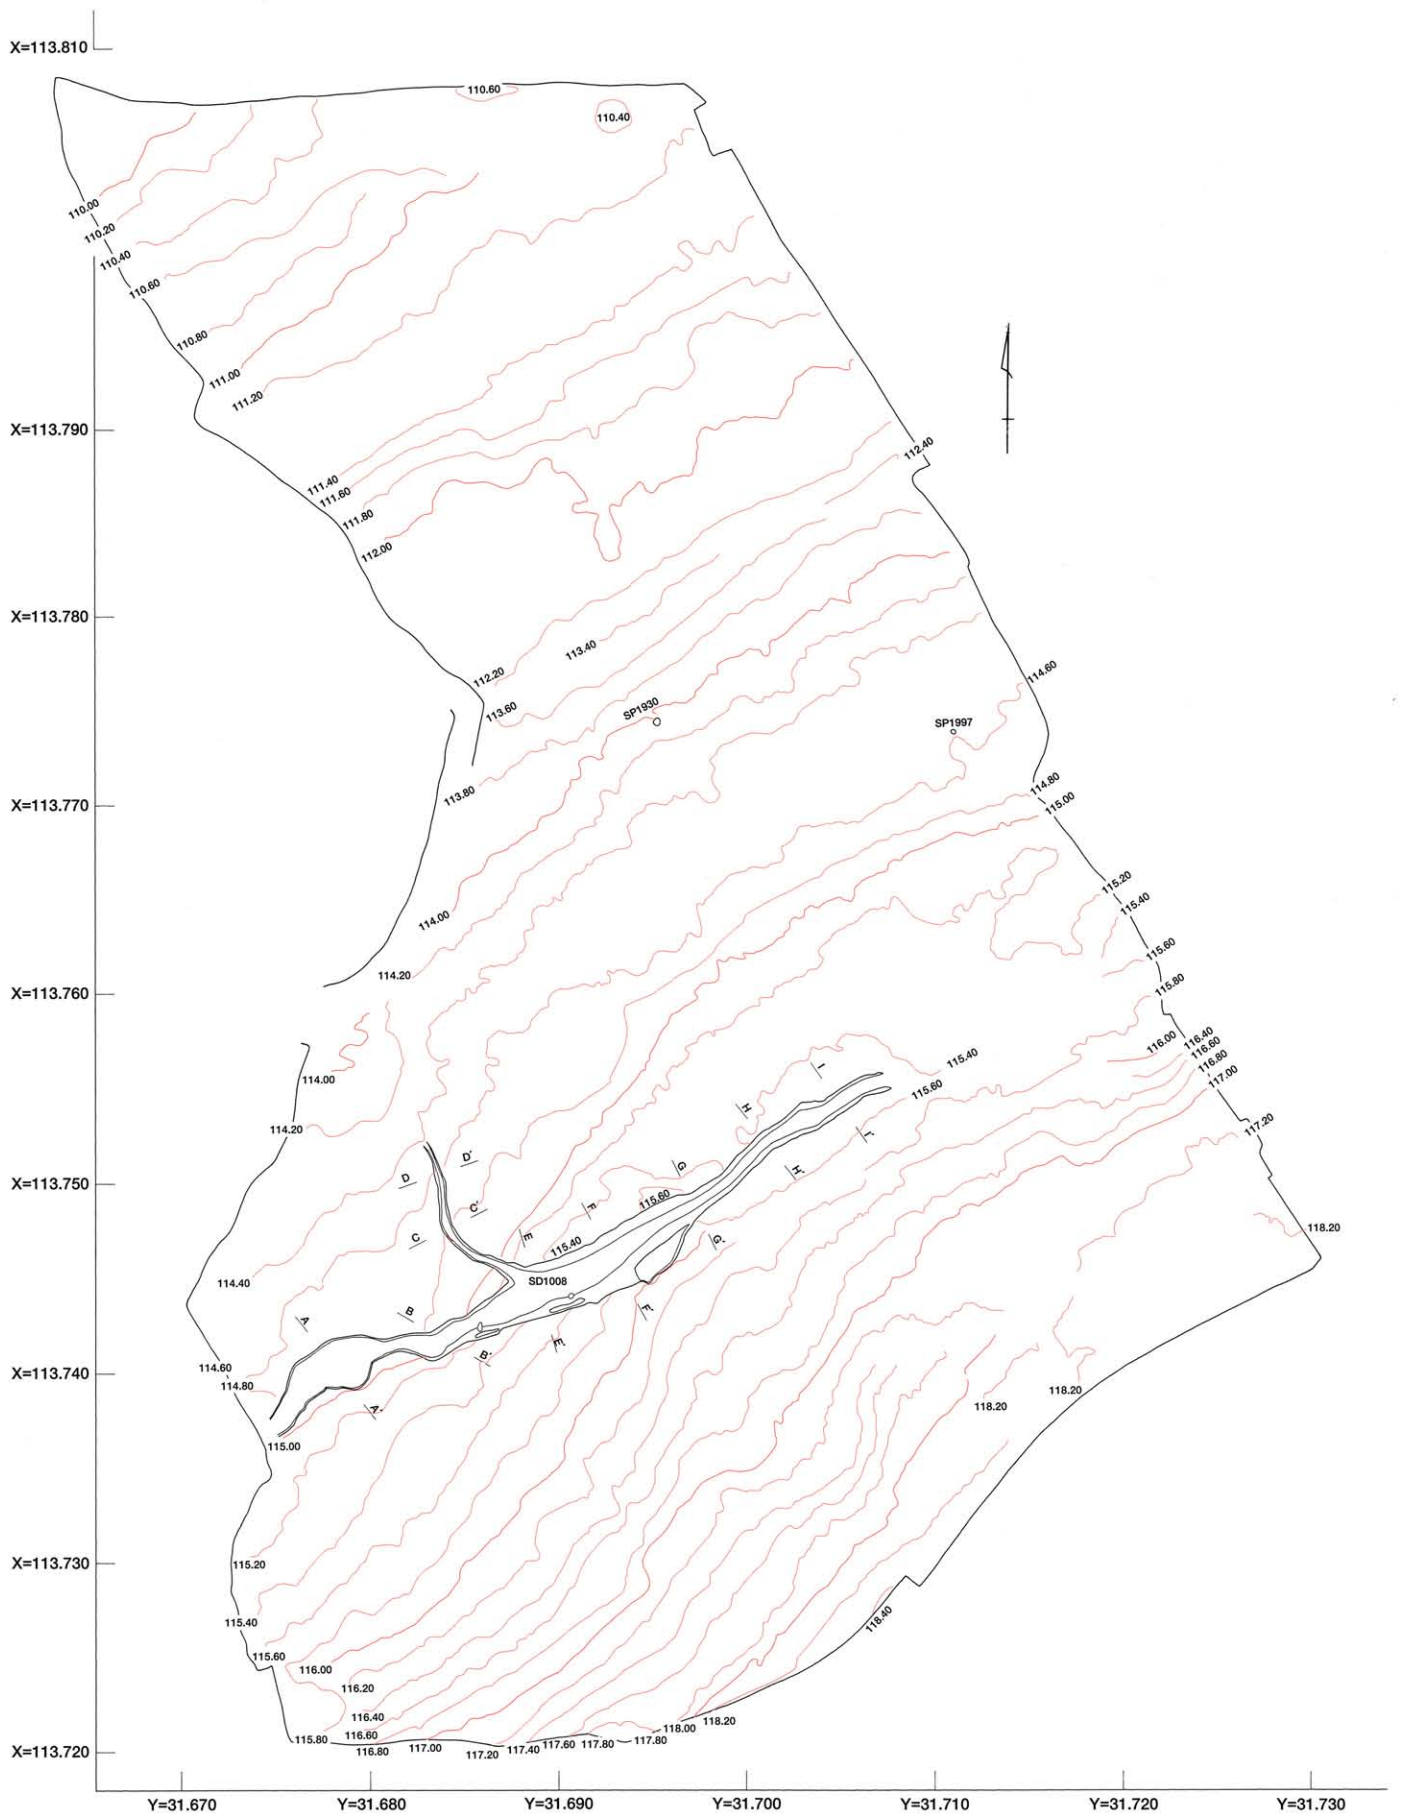 X=113.810
110.60
110.40
110.00
110.20
110.40
110.60
110.80
111.00
111.20
X=113.790
112.40
111.40
111.60
111.80
112.00
X=113.780
113.40
112.20
114.60
113.60
SP1930
SP1997
113.80
114.80
115.00
X=113.770
115.20
115.40
114.00
115.60
114.20
115.80
X=113.760
116.00
116.40
116.60
116.80
117.00
115.40
114.00
115.60
I
H
117.20
114.20
I'
D'
G
H'
D
X=113.750
115.60
C'
F
118.20
C
E
G'
115.40
114.40
SD1008
B
F'
A
E'
B'
114.60
X=113.740
114.80
118.20
118.20
A'
115.00
X=113.730
115.20
118.40
115.40
115.60
116.00
116.20
116.40
118.00
118.20
116.60
115.80
116.80
117.00
117.20
117.40
117.60
117.80
117.80
X=113.720
Y=31.670
Y=31.680
Y=31.690
Y=31.700
Y=31.710
Y=31.720
Y=31.730